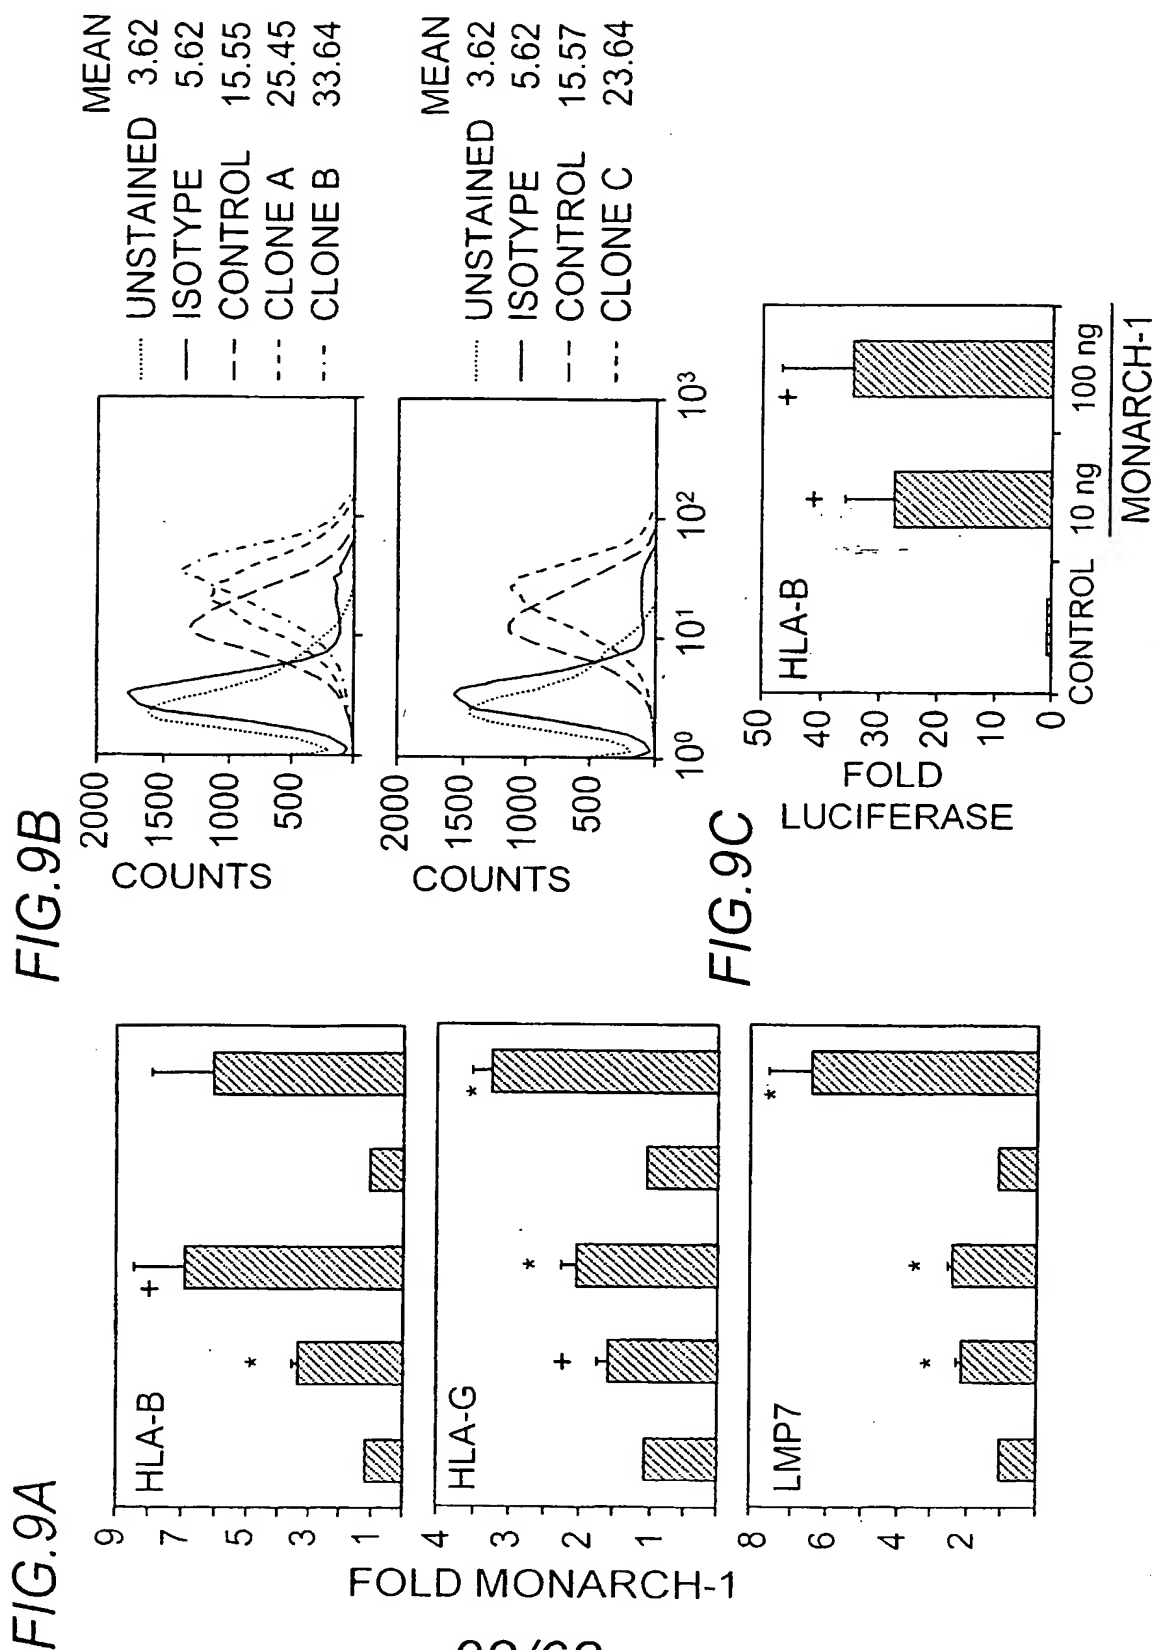 FIG.9A
FOLD MONARCH-1
9
7
5
3
1
HLA-B
*
+
4
3
2
1
HLA-G
+
*
*
8
6
4
2
LMP7
*
*
*
FIG.9B
COUNTS
2000
1500
1000
500
MEAN
UNSTAINED 3.62
ISOTYPE 5.62
CONTROL 15.55
CLONE A 25.45
CLONE B 33.64
COUNTS
2000
1500
1000
500
10⁰ 10¹ 10² 10³
MEAN
UNSTAINED 3.62
ISOTYPE 5.62
CONTROL 15.57
CLONE C 23.64
FIG.9C
FOLD
LUCIFERASE
50
40
30
20
10
0
HLA-B
+
+
CONTROL 10 ng 100 ng
MONARCH-1